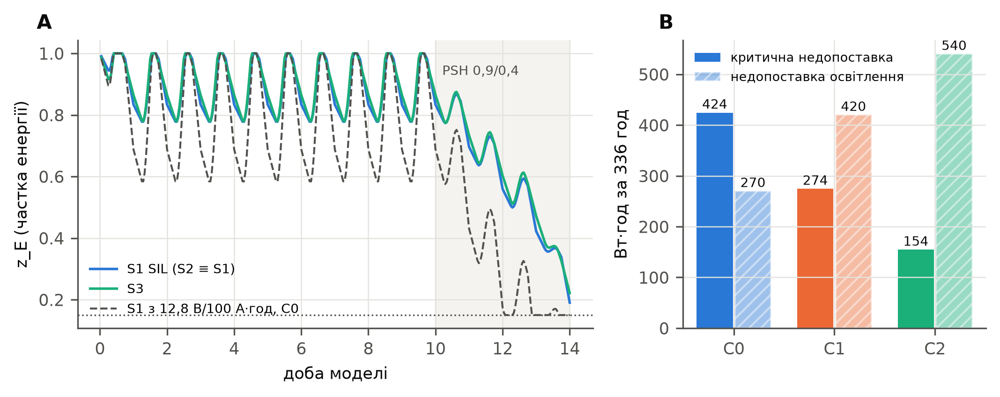 A
z_E (частка енергії)
1.0
0.8
0.6
0.4
0.2
PSH 0,9/0,4
S1 SIL (S2 ≡ S1)
S3
S1 з 12,8 В/100 А·год, C0
0 2 4 6 8 10 12 14
доба моделі
B
Вт·год за 336 год
500
400
300
200
100
0
критична недопоставка
недопоставка освітлення
424
270
274
420
154
540
C0 C1 C2